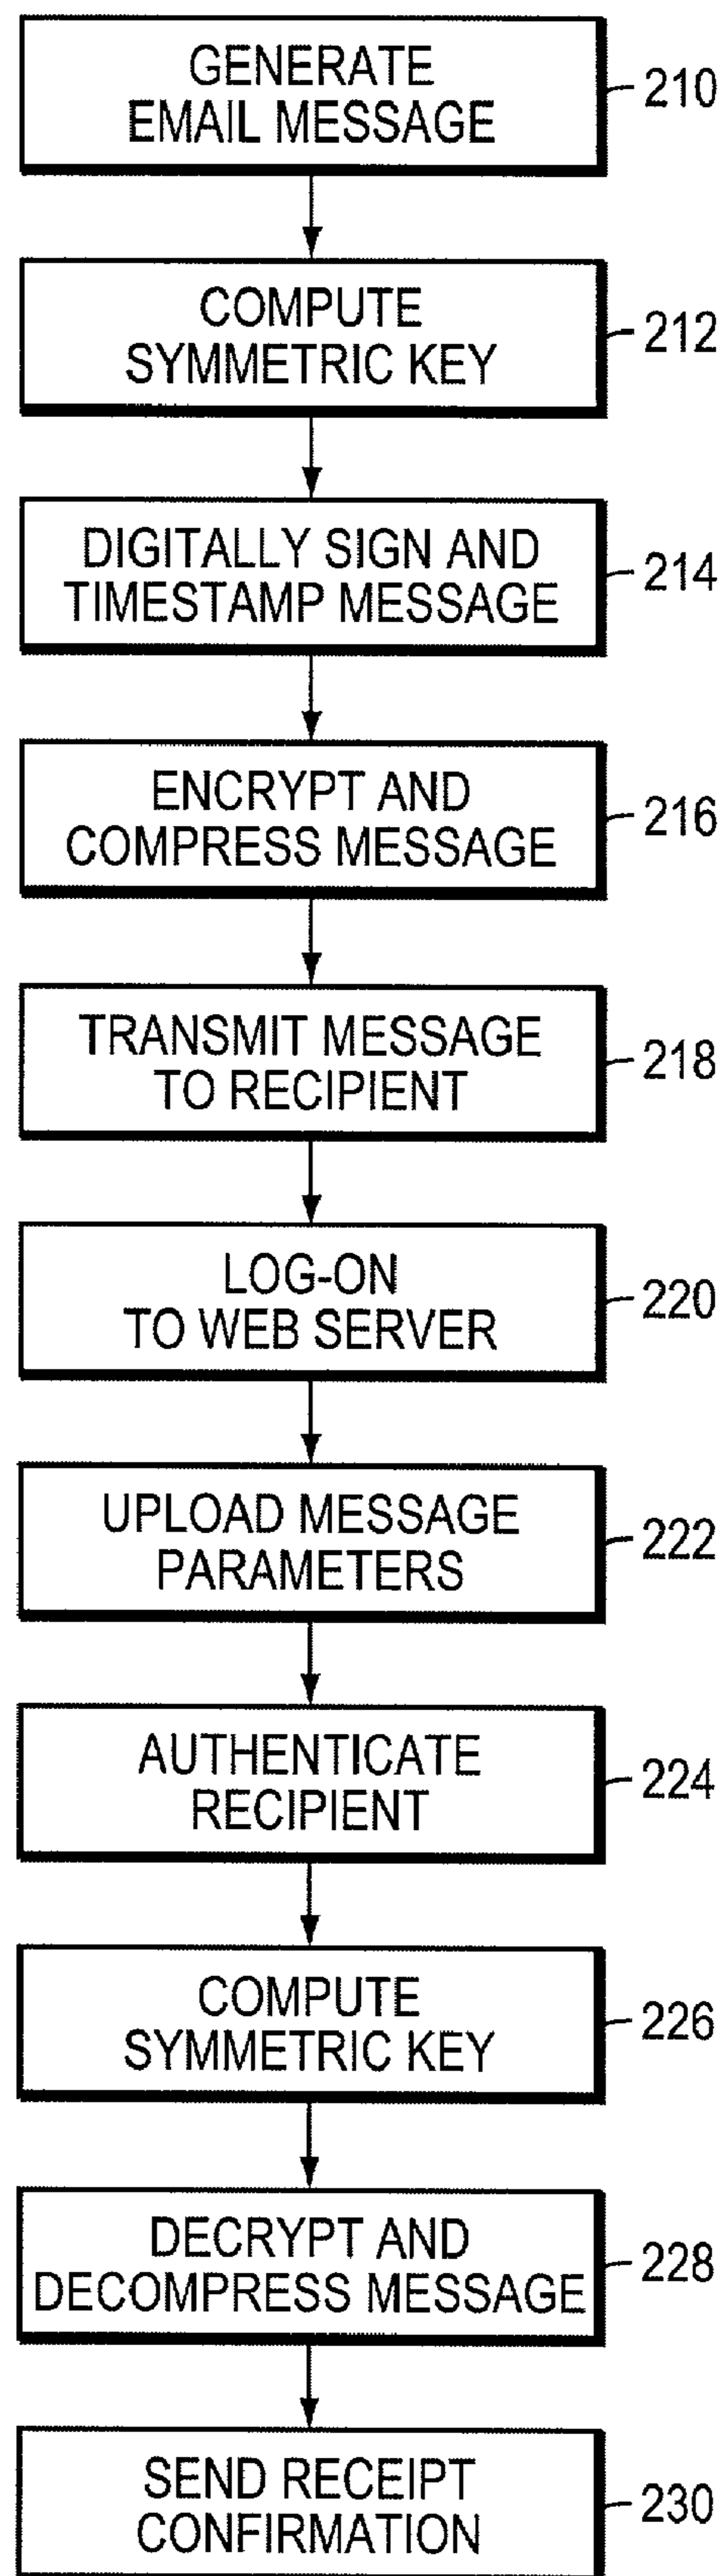 GENERATE
EMAIL MESSAGE
210
COMPUTE
SYMMETRIC KEY
212
DIGITALLY SIGN AND
TIMESTAMP MESSAGE
214
ENCRYPT AND
COMPRESS MESSAGE
216
TRANSMIT MESSAGE
TO RECIPIENT
218
LOG-ON
TO WEB SERVER
220
UPLOAD MESSAGE
PARAMETERS
222
AUTHENTICATE
RECIPIENT
224
COMPUTE
SYMMETRIC KEY
226
DECRYPT AND
DECOMPRESS MESSAGE
228
SEND RECEIPT
CONFIRMATION
230